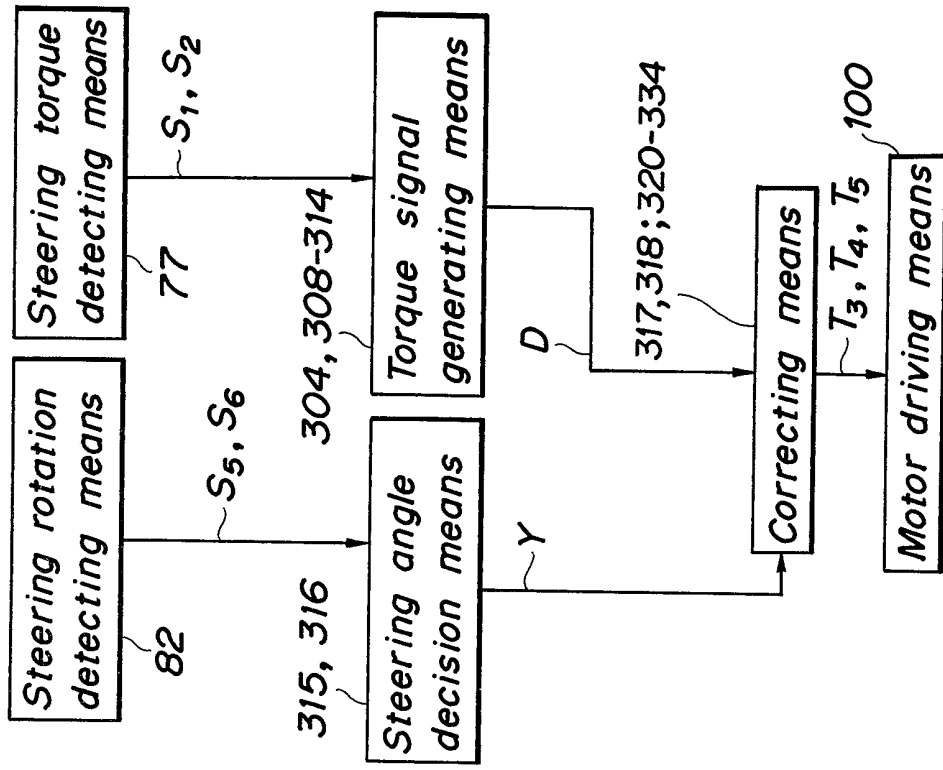 Steering rotation
detecting means
82
S5, S6
Steering torque
detecting means
77
S1, S2
315, 316
Steering angle
decision means
Y
304, 308-314
Torque signal
generating means
D
317, 318; 320-334
Correcting means
T3, T4, T5
100
Motor driving means